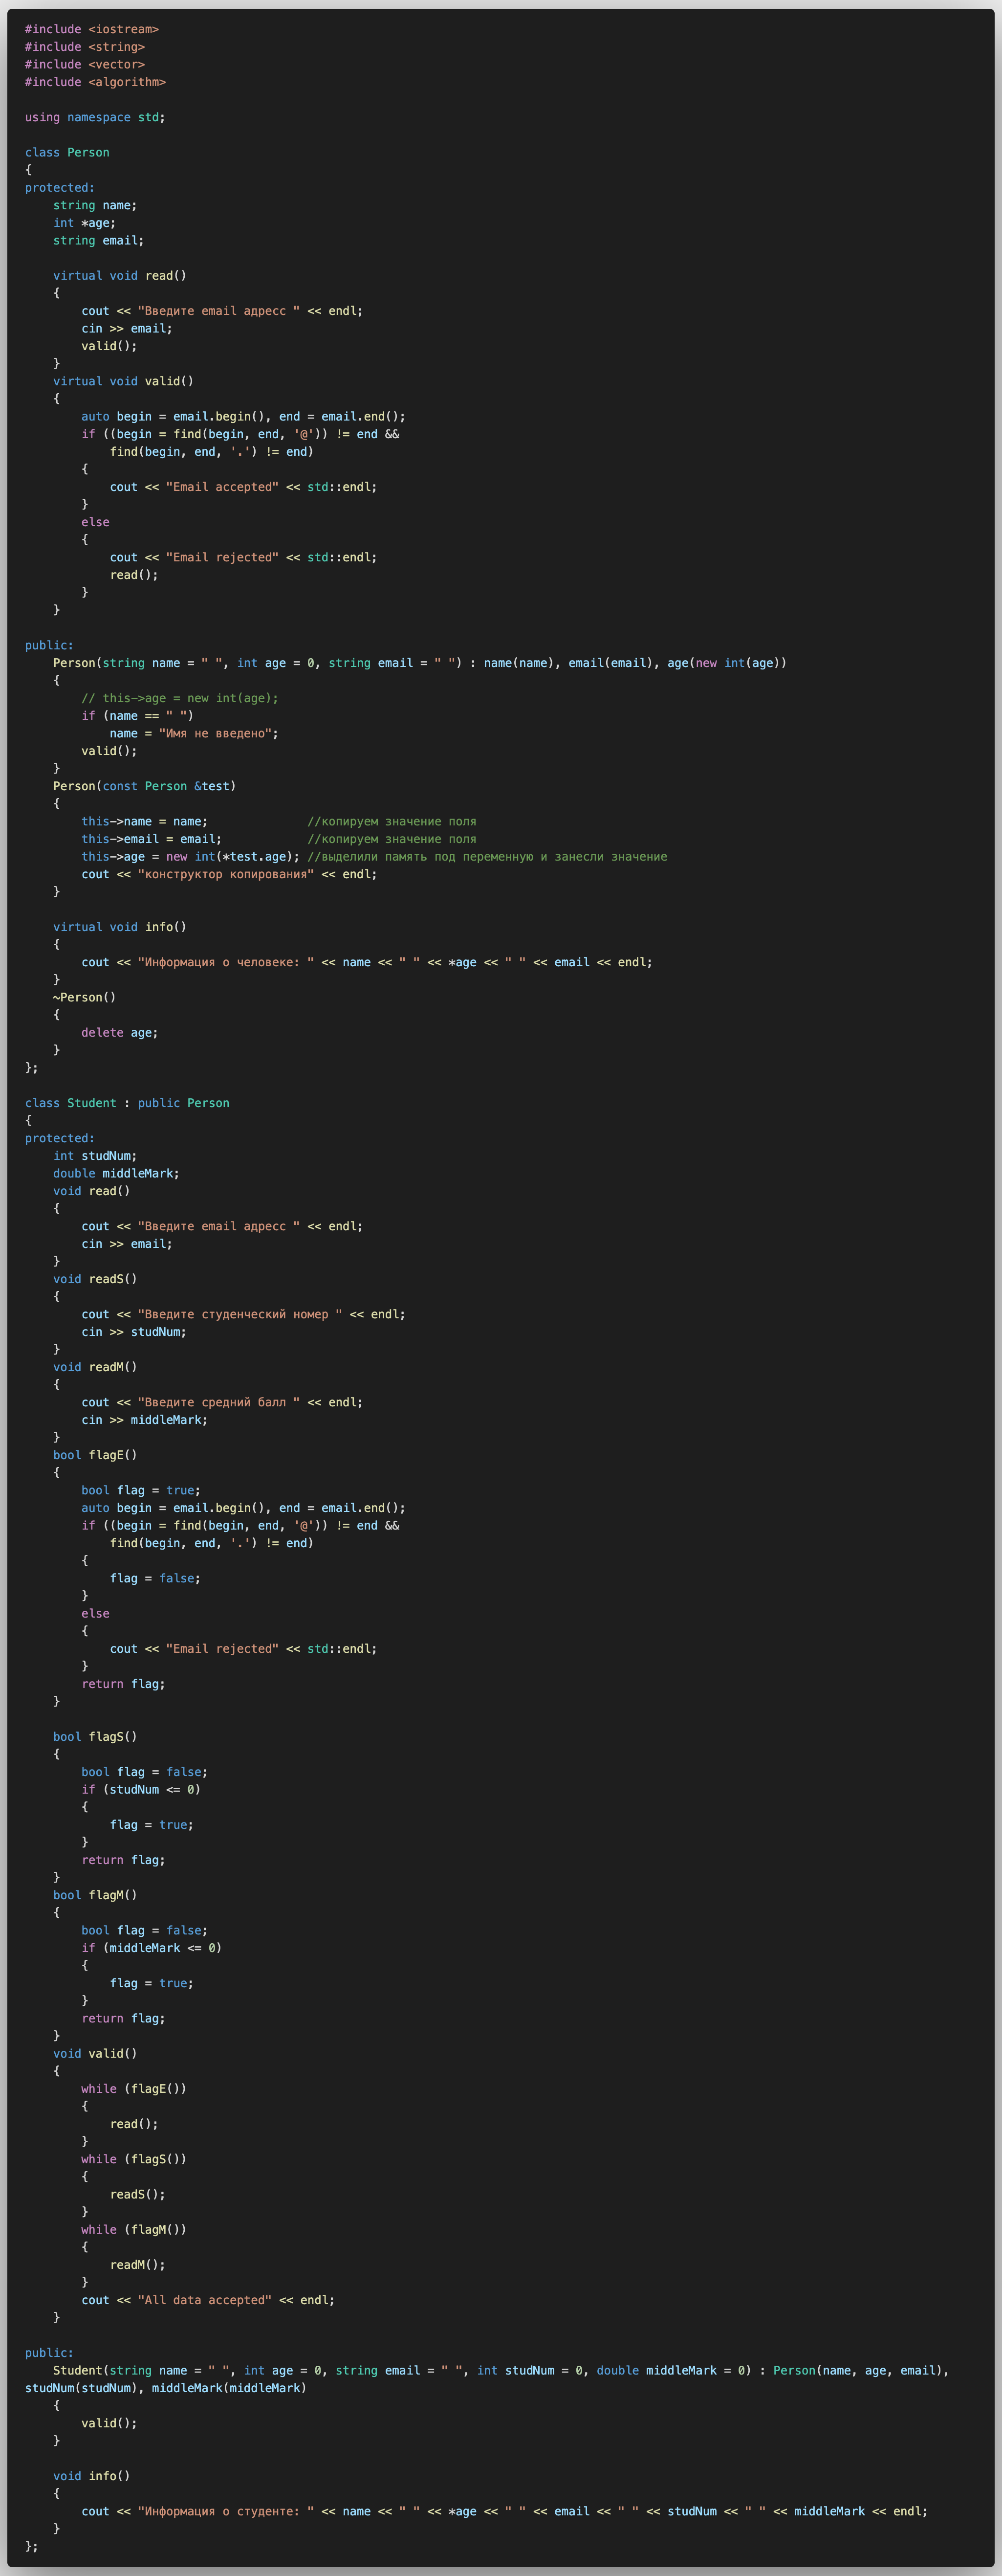 #include <iostream>
#include <string>
#include <vector>
#include <algorithm>

using namespace std;

class Person
{
protected:
    string name;
    int *age;
    string email;

    virtual void read()
    {
        cout << "Введите email адресс " << endl;
        cin >> email;
        valid();
    }
    virtual void valid()
    {
        auto begin = email.begin(), end = email.end();
        if ((begin = find(begin, end, '@')) != end &&
            find(begin, end, '.') != end)
        {
            cout << "Email accepted" << std::endl;
        }
        else
        {
            cout << "Email rejected" << std::endl;
            read();
        }
    }

public:
    Person(string name = " ", int age = 0, string email = " ") : name(name), email(email), age(new int(age))
    {
        // this->age = new int(age);
        if (name == " ")
            name = "Имя не введено";
        valid();
    }
    Person(const Person &test)
    {
        this->name = name;                  //копируем значение поля
        this->email = email;                //копируем значение поля
        this->age = new int(*test.age); //выделили память под переменную и занесли значение
        cout << "конструктор копирования" << endl;
    }

    virtual void info()
    {
        cout << "Информация о человеке: " << name << " " << *age << " " << email << endl;
    }
    ~Person()
    {
        delete age;
    }
};

class Student : public Person
{
protected:
    int studNum;
    double middleMark;
    void read()
    {
        cout << "Введите email адресс " << endl;
        cin >> email;
    }
    void readS()
    {
        cout << "Введите студенческий номер " << endl;
        cin >> studNum;
    }
    void readM()
    {
        cout << "Введите средний балл " << endl;
        cin >> middleMark;
    }
    bool flagE()
    {
        bool flag = true;
        auto begin = email.begin(), end = email.end();
        if ((begin = find(begin, end, '@')) != end &&
            find(begin, end, '.') != end)
        {
            flag = false;
        }
        else
        {
            cout << "Email rejected" << std::endl;
        }
        return flag;
    }

    bool flagS()
    {
        bool flag = false;
        if (studNum <= 0)
        {
            flag = true;
        }
        return flag;
    }
    bool flagM()
    {
        bool flag = false;
        if (middleMark <= 0)
        {
            flag = true;
        }
        return flag;
    }
    void valid()
    {
        while (flagE())
        {
            read();
        }
        while (flagS())
        {
            readS();
        }
        while (flagM())
        {
            readM();
        }
        cout << "All data accepted" << endl;
    }

public:
    Student(string name = " ", int age = 0, string email = " ", int studNum = 0, double middleMark = 0) : Person(name, age, email),
studNum(studNum), middleMark(middleMark)
    {
        valid();
    }

    void info()
    {
        cout << "Информация о студенте: " << name << " " << *age << " " << email << " " << studNum << " " << middleMark << endl;
    }
};